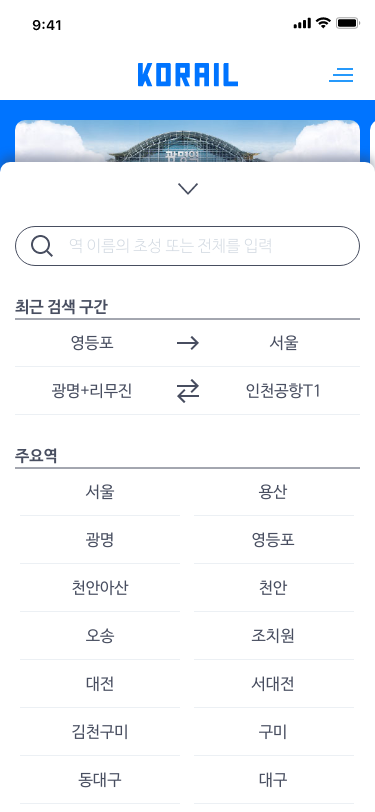 9:41
KORAIL
광명역
역 이름의 초성 또는 전체를 입력
최근 검색 구간
영등포 → 서울
광명+리무진 ⇄ 인천공항T1
주요역
서울 용산
광명 영등포
천안아산 천안
오송 조치원
대전 서대전
김천구미 구미
동대구 대구